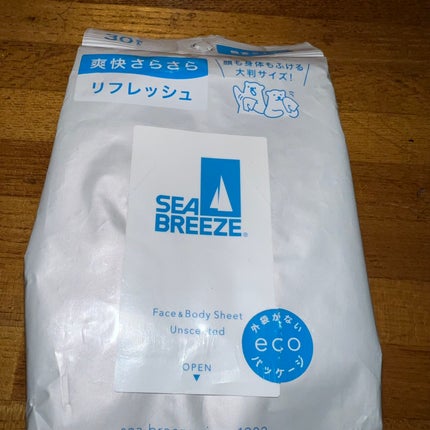 爽快さらさら
リフレッシュ
顔も身体もふける
大判サイズ!
SEA
BREEZE®
Face & Body Sheet
Unscented
外袋がない
eco
パッケージ
OPEN